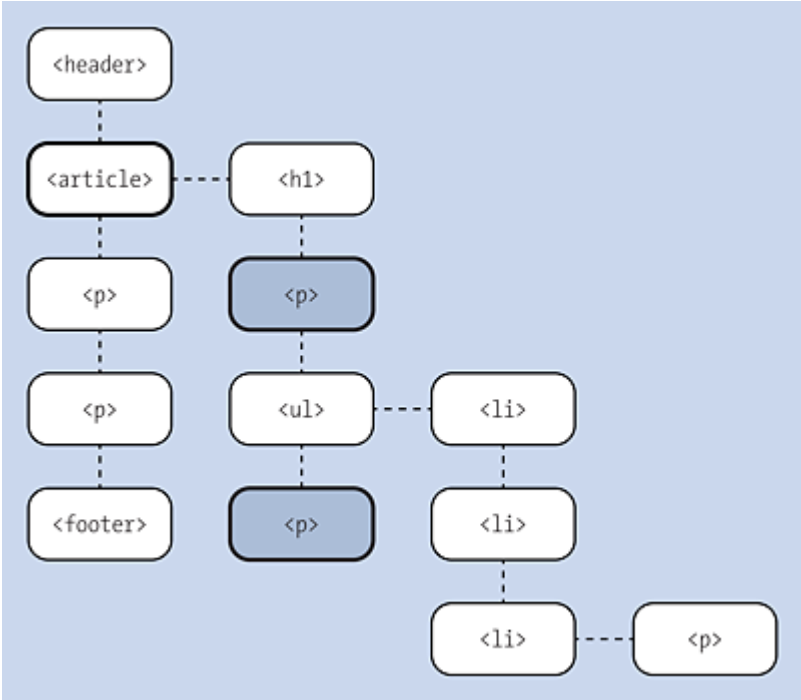 <header>
<article> <h1>
<p> <p>
<p> <ul> <li>
<footer> <p> <li>
<li> <p>